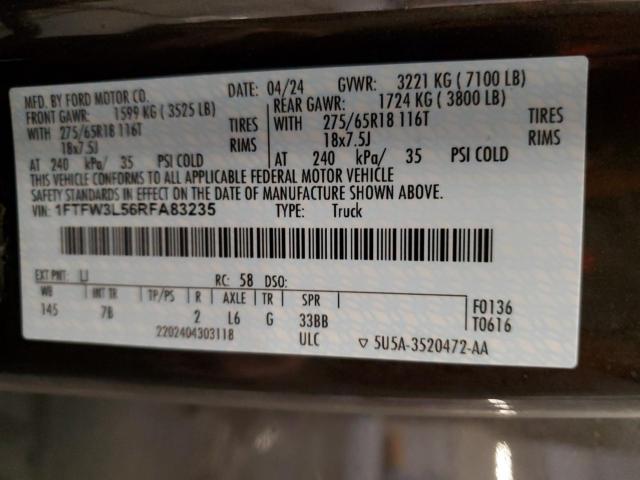 MFD. BY FORD MOTOR CO.
DATE: 04/24 GVWR: 3221 KG ( 7100 LB)
FRONT GAWR: 1599 KG ( 3525 LB)
REAR GAWR: 1724 KG ( 3800 LB)
WITH 275/65R18 116T TIRES
WITH 275/65R18 116T TIRES
18x7.5J RIMS
18x7.5J RIMS
AT 240 kPa/ 35 PSI COLD
AT 240 kPa/ 35 PSI COLD
THIS VEHICLE CONFORMS TO ALL APPLICABLE FEDERAL MOTOR VEHICLE
SAFETY STANDARDS IN EFFECT ON THE DATE OF MANUFACTURE SHOWN ABOVE.
VIN: 1FTFW3L56RFA83235 TYPE: Truck
EXT PNT: UJ RC: 58 DSO:
WB INT TR TP/PS R AXLE TR SPR
145 7B 2 L6 G 33BB
F0136
T0616
2202404303118 ULC
▽ 5U5A-3520472-AA